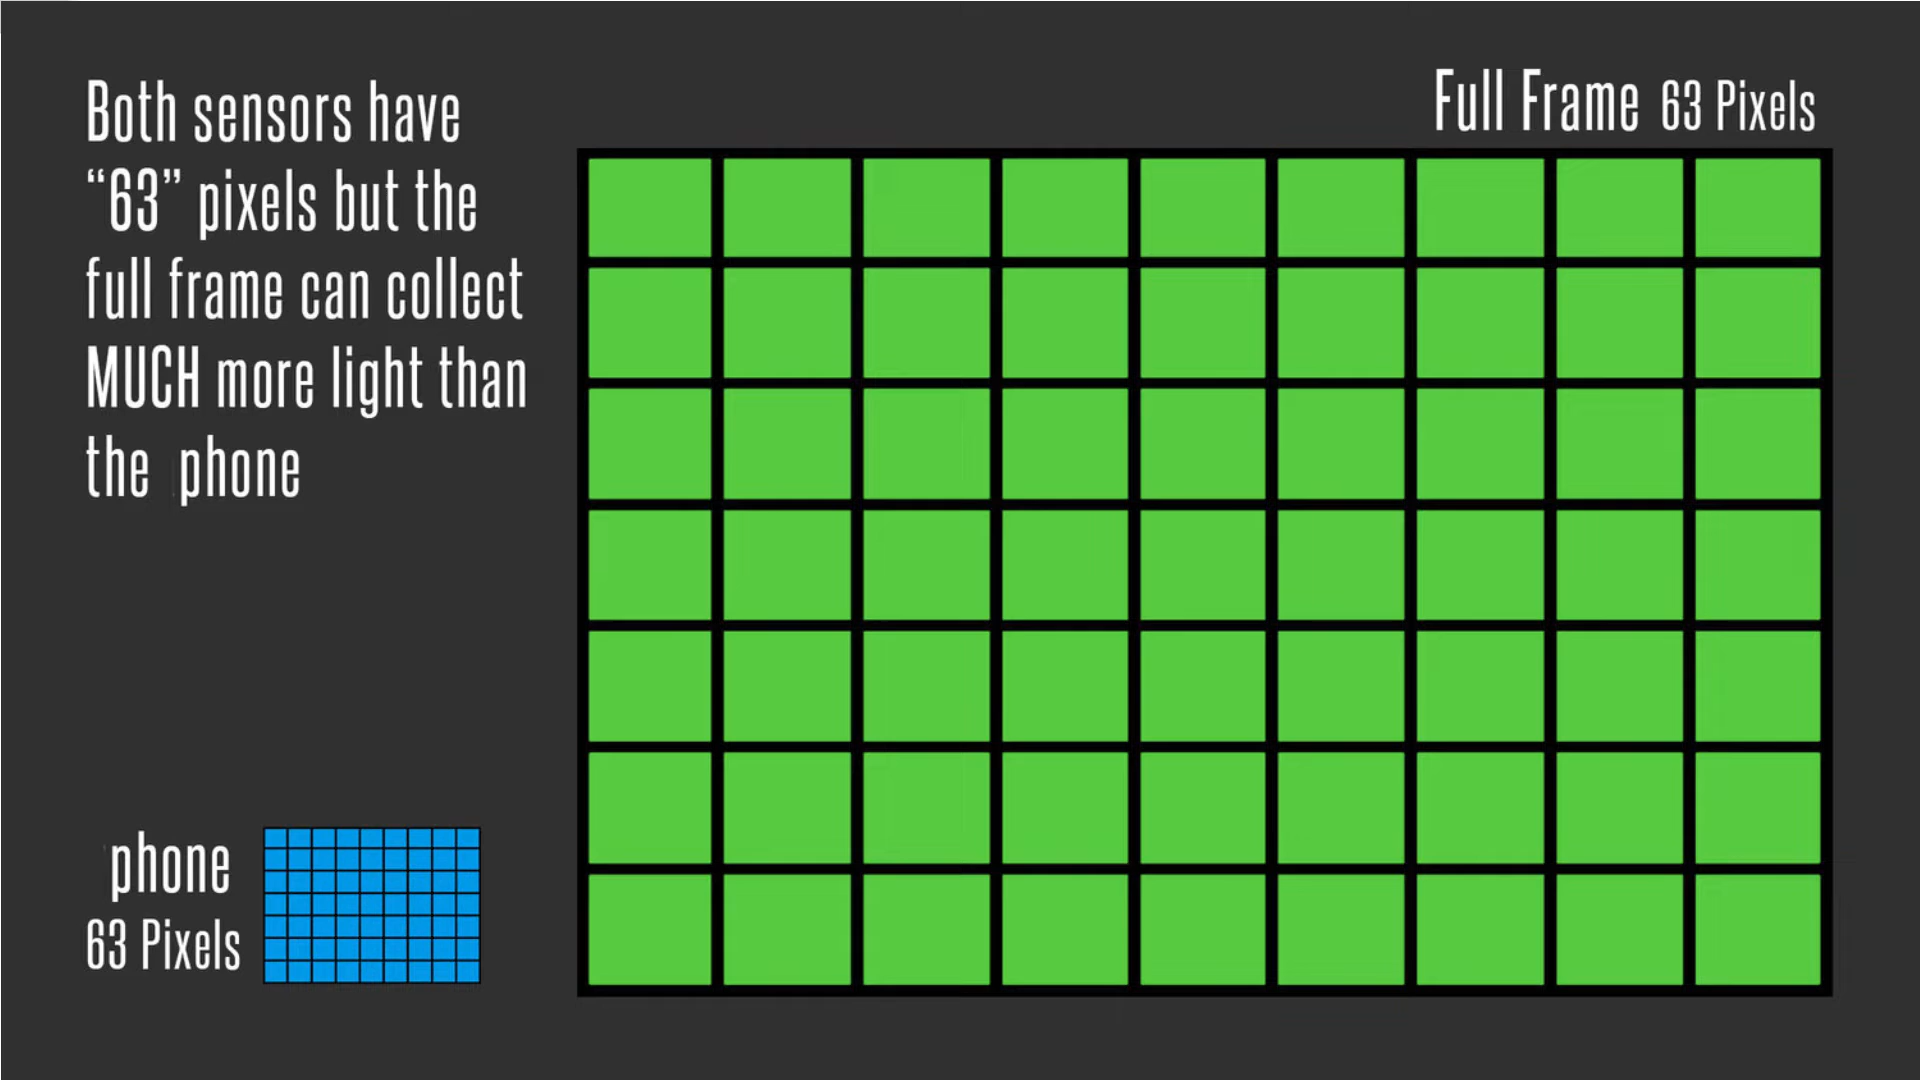 Both sensors have
“63” pixels but the
full frame can collect
MUCH more light than
the phone
Full Frame 63 Pixels
phone
63 Pixels